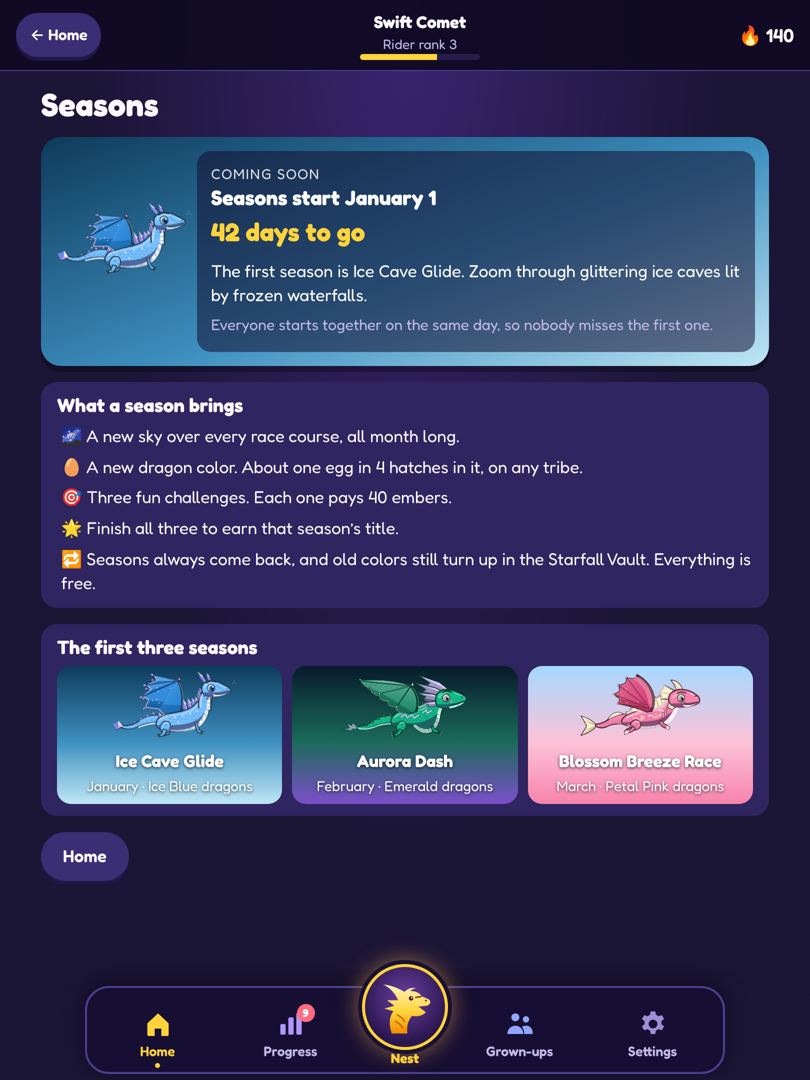 ← Home
Swift Comet
Rider rank 3
🔥 140
Seasons
COMING SOON
Seasons start January 1
42 days to go
The first season is Ice Cave Glide. Zoom through glittering ice caves lit
by frozen waterfalls.
Everyone starts together on the same day, so nobody misses the first one.
What a season brings
🌌 A new sky over every race course, all month long.
🥚 A new dragon color. About one egg in 4 hatches in it, on any tribe.
🎯 Three fun challenges. Each one pays 40 embers.
🌟 Finish all three to earn that season's title.
🔁 Seasons always come back, and old colors still turn up in the Starfall Vault. Everything is
free.
The first three seasons
Ice Cave Glide
January · Ice Blue dragons
Aurora Dash
February · Emerald dragons
Blossom Breeze Race
March · Petal Pink dragons
Home
Home
Progress
9
Nest
Grown-ups
Settings